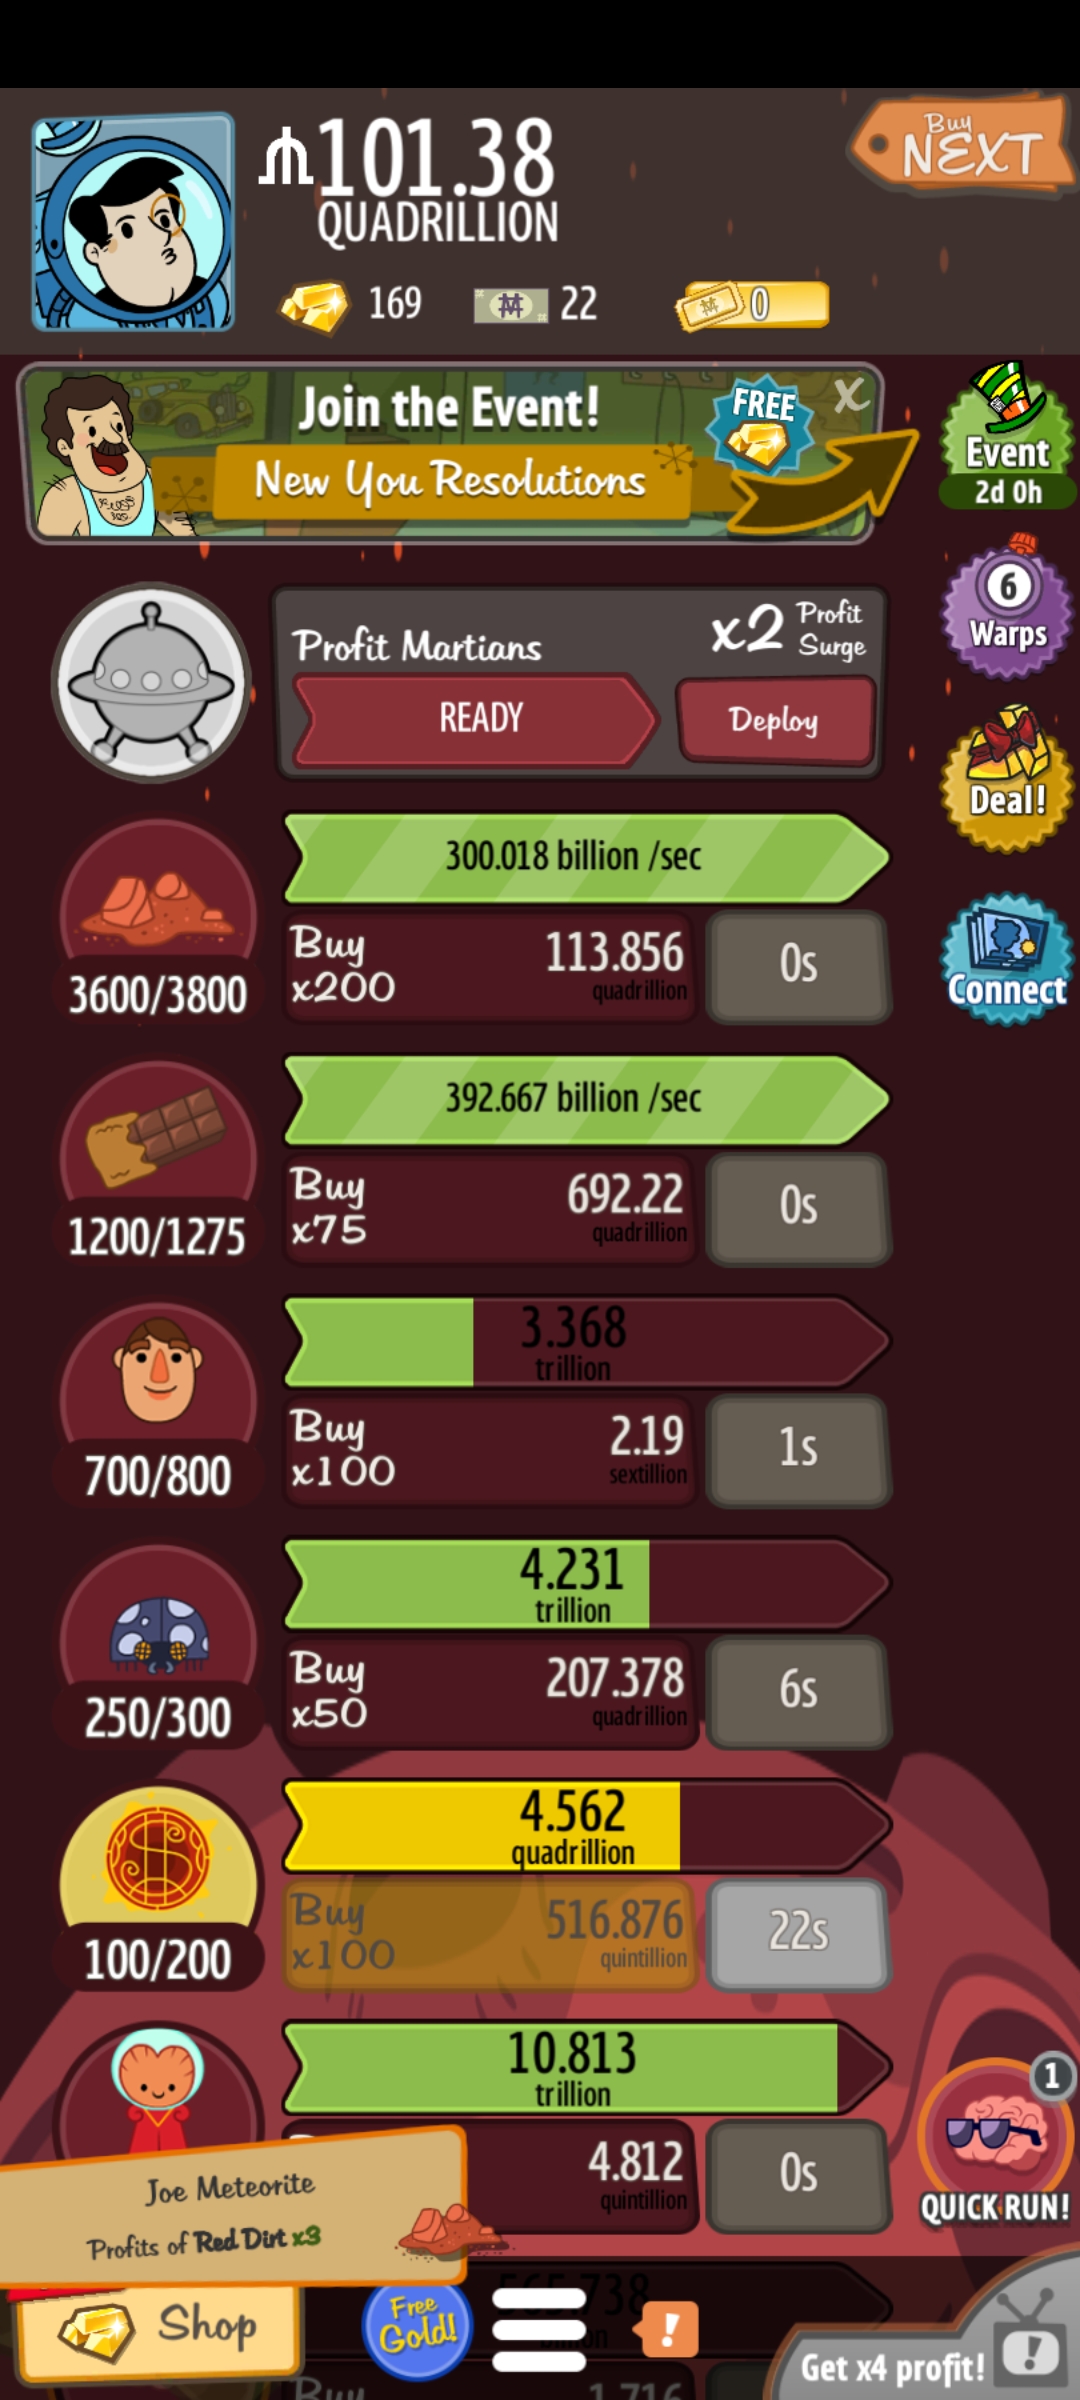 101.38
QUADRILLION
Buy
NEXT
169
22
0
Join the Event!
FREE
X
New You Resolutions
Event
2d 0h
6
Warps
Profit Martians
x2 Profit
Surge
READY
Deploy
Deal!
300.018 billion /sec
Buy
x200
113.856
quadrillion
0s
3600/3800
Connect
392.667 billion /sec
Buy
x75
692.22
quadrillion
0s
1200/1275
3.368
trillion
Buy
x100
2.19
sextillion
1s
700/800
4.231
trillion
Buy
x50
207.378
quadrillion
6s
250/300
4.562
quadrillion
Buy
x100
516.876
quintillion
22s
100/200
10.813
trillion
4.812
quintillion
0s
1
QUICK RUN!
Joe Meteorite
Profits of Red Dirt x3
Shop
Free
Gold!
!
Get x4 profit!
!
Buy
1.716